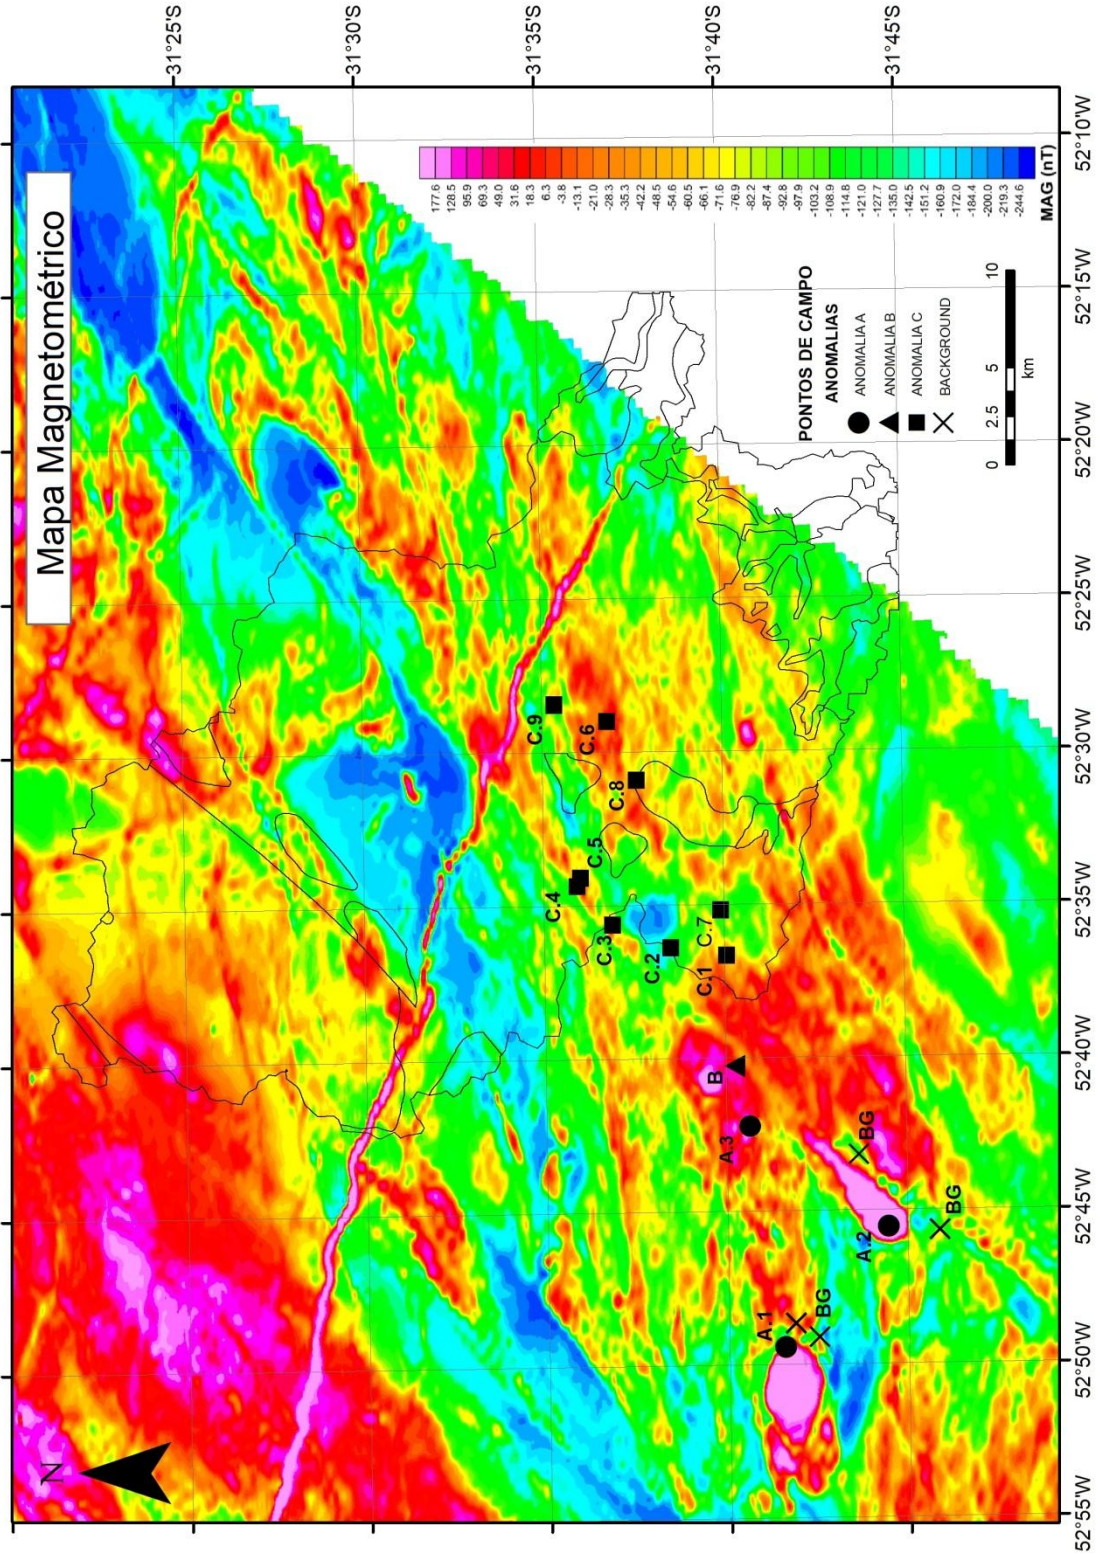 Mapa Magnetométrico
N
31°25'S
31°30'S
31°35'S
31°40'S
31°45'S
52°55'W
52°50'W
52°45'W
52°40'W
52°35'W
52°30'W
52°25'W
52°20'W
52°15'W
52°10'W
177.6
128.5
95.9
69.3
49.0
31.6
18.3
6.3
-3.8
-13.1
-21.0
-28.3
-35.3
-42.2
-48.5
-54.6
-60.5
-66.1
-71.6
-76.9
-82.2
-87.4
-92.8
-97.9
-103.2
-108.9
-114.8
-121.0
-127.7
-135.0
-142.5
-151.2
-160.9
-172.0
-184.4
-200.0
-219.3
-244.6
MAG (nT)
PONTOS DE CAMPO
ANOMALIAS
ANOMALIA A
ANOMALIA B
ANOMALIA C
BACKGROUND
0 2.5 5 10
km
C.9
C.6
C.8
C.5
C.4
C.3
C.2
C.7
C.1
B
A.3
BG
A.2
BG
A.1
BG